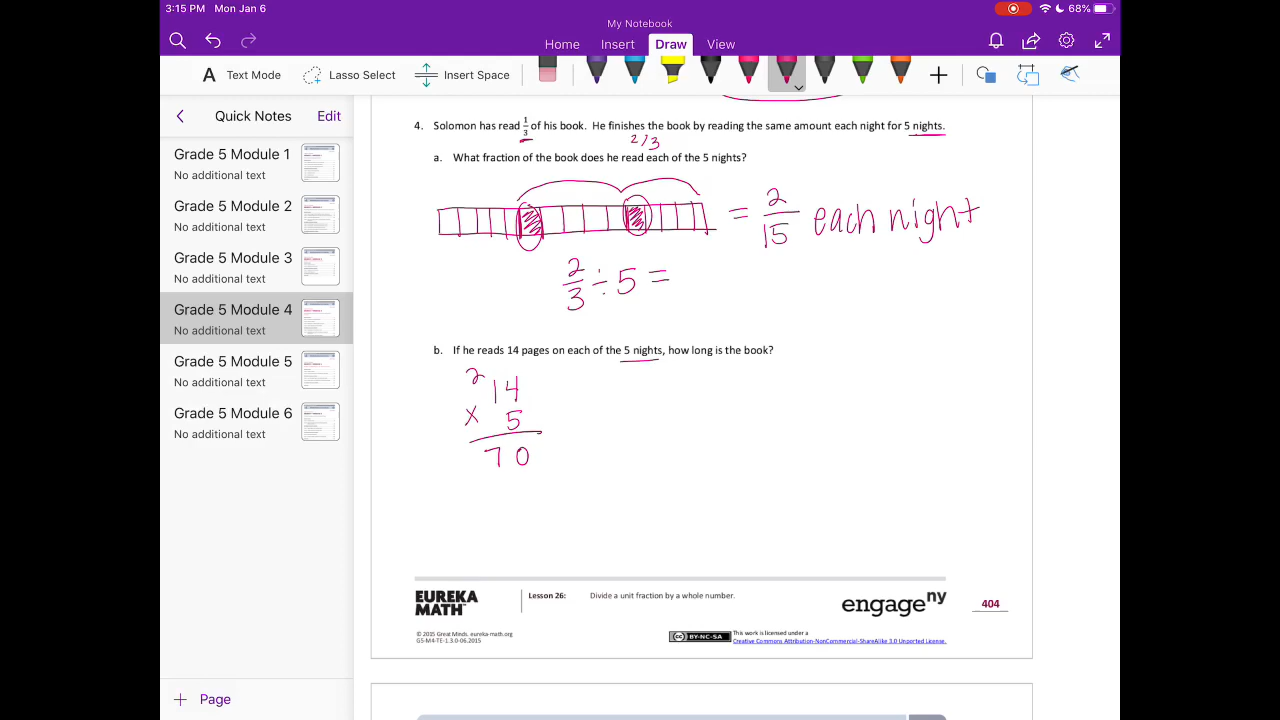 3:15 PM Mon Jan 6
68%
My Notebook
Home Insert Draw View
A Text Mode Lasso Select Insert Space
Quick Notes Edit
Grade 5 Module 1
No additional text
Grade 5 Module 2
No additional text
Grade 5 Module 3
No additional text
Grade 5 Module 4
No additional text
Grade 5 Module 5
No additional text
Grade 5 Module 6
No additional text
+ Page
4. Solomon has read 1/3 of his book. He finishes the book by reading the same amount each night for 5 nights.
2/3
a. What fraction of the book does he read each of the 5 nights?
= 2/15 each night
2/3 ÷ 5 =
b. If he reads 14 pages on each of the 5 nights, how long is the book?
2
14
× 5
70
EUREKA MATH™
Lesson 26: Divide a unit fraction by a whole number.
engage ny
404
© 2015 Great Minds. eureka-math.org
G5-M4-TE-1.3.0-06.2015
CC BY-NC-SA
This work is licensed under a
Creative Commons Attribution-NonCommercial-ShareAlike 3.0 Unported License.